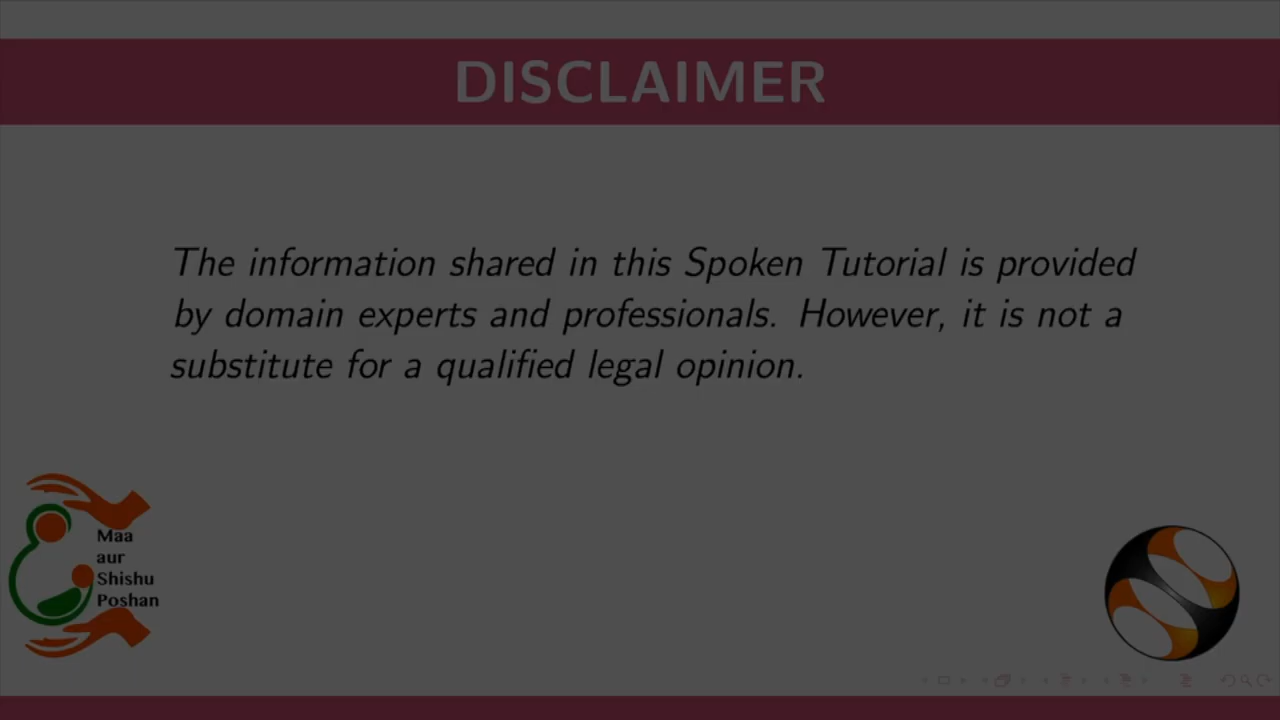 DISCLAIMER
The information shared in this Spoken Tutorial is provided
by domain experts and professionals. However, it is not a
substitute for a qualified legal opinion.
Maa
aur
Shishu
Poshan